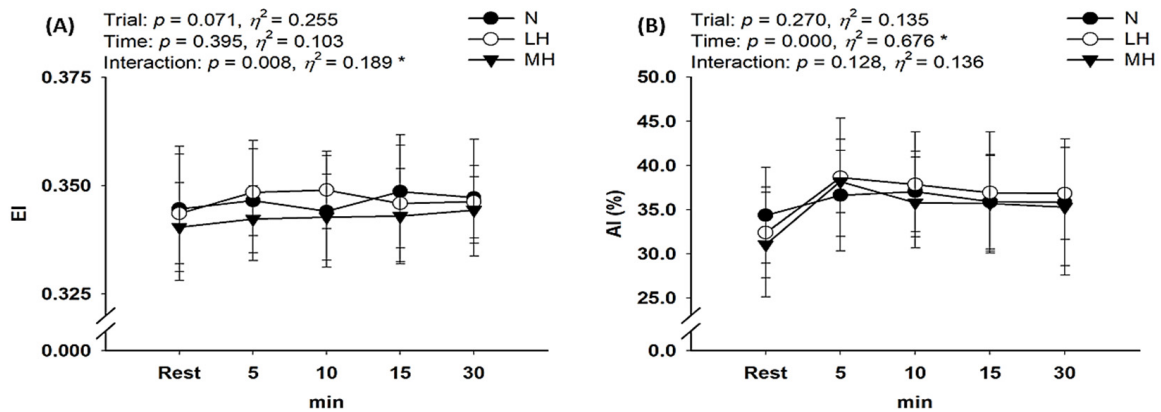 (A)
Trial: p = 0.071, η² = 0.255
Time: p = 0.395, η² = 0.103
Interaction: p = 0.008, η² = 0.189 *
N
LH
MH
0.375
0.350
0.325
0.000
EI
Rest 5 10 15 30
min
(B)
Trial: p = 0.270, η² = 0.135
Time: p = 0.000, η² = 0.676 *
Interaction: p = 0.128, η² = 0.136
N
LH
MH
50.0
45.0
40.0
35.0
30.0
25.0
0.0
AI (%)
Rest 5 10 15 30
min